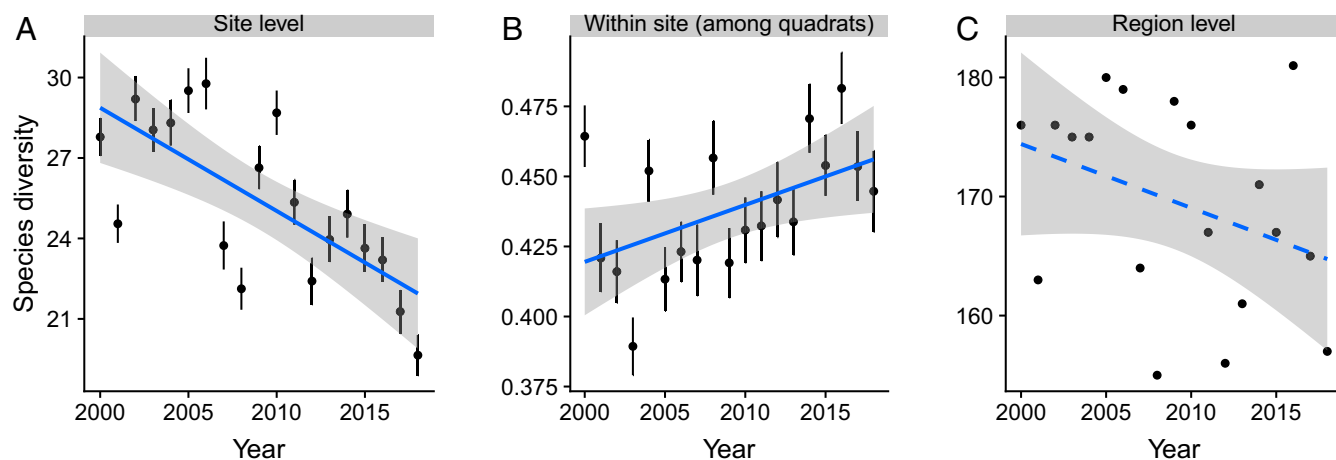 A
Site level
B
Within site (among quadrats)
C
Region level
Species diversity
30
27
24
21
2000 2005 2010 2015
Year
0.475
0.450
0.425
0.400
0.375
2000 2005 2010 2015
Year
180
170
160
2000 2005 2010 2015
Year